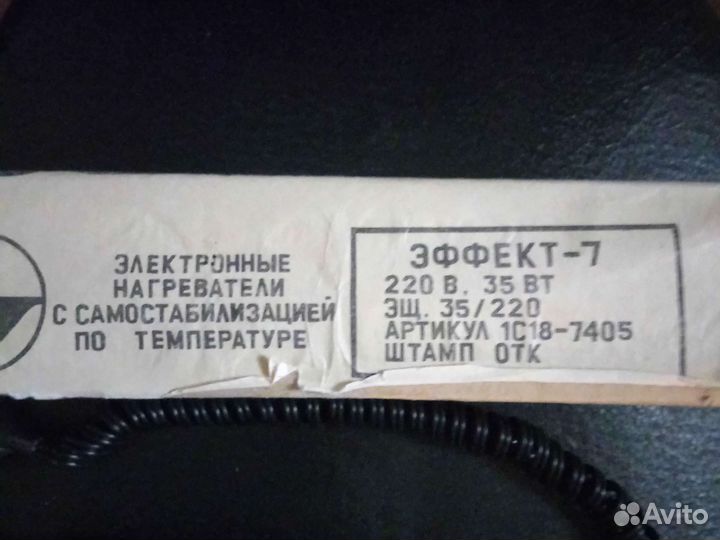 ЭЛЕКТРОННЫЕ
НАГРЕВАТЕЛИ
С САМОСТАБИЛИЗАЦИЕЙ
ПО ТЕМПЕРАТУРЕ
ЭФФЕКТ-7
220 В. 35 ВТ
ЭЩ. 35/220
АРТИКУЛ 1С18-7405
ШТАМП ОТК
Avito